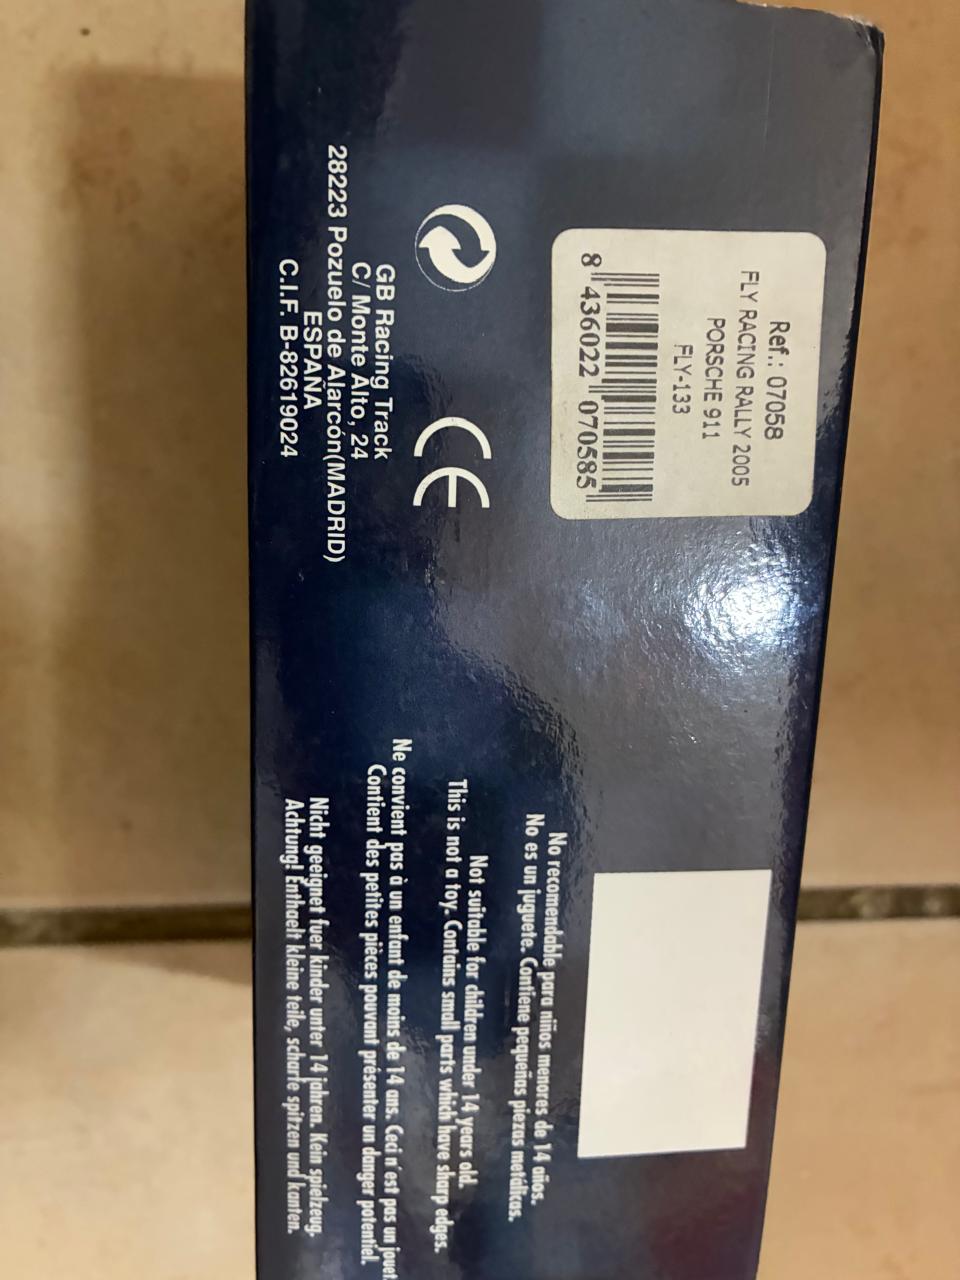 Ref.: 07058
FLY RACING RALLY 2005
PORSCHE 911
FLY-133
8 436022 070585
CE
GB Racing Track
C/ Monte Alto, 24
28223 Pozuelo de Alarcón(MADRID)
ESPAÑA
C.I.F. B-82619024
No recomendable para niños menores de 14 años.
No es un juguete. Contiene pequeñas piezas metálicas.
Not suitable for children under 14 years old.
This is not a toy. Contains small parts which have sharp edges.
Ne convient pas à un enfant de moins de 14 ans. Ceci n'est pas un jouet.
Contient des petites pièces pouvant présenter un danger potentiel.
Nicht geeignet fuer kinder unter 14 jahren. Kein spielzeug.
Achtung! Enthaelt kleine teile, scharfe spitzen und kanten.